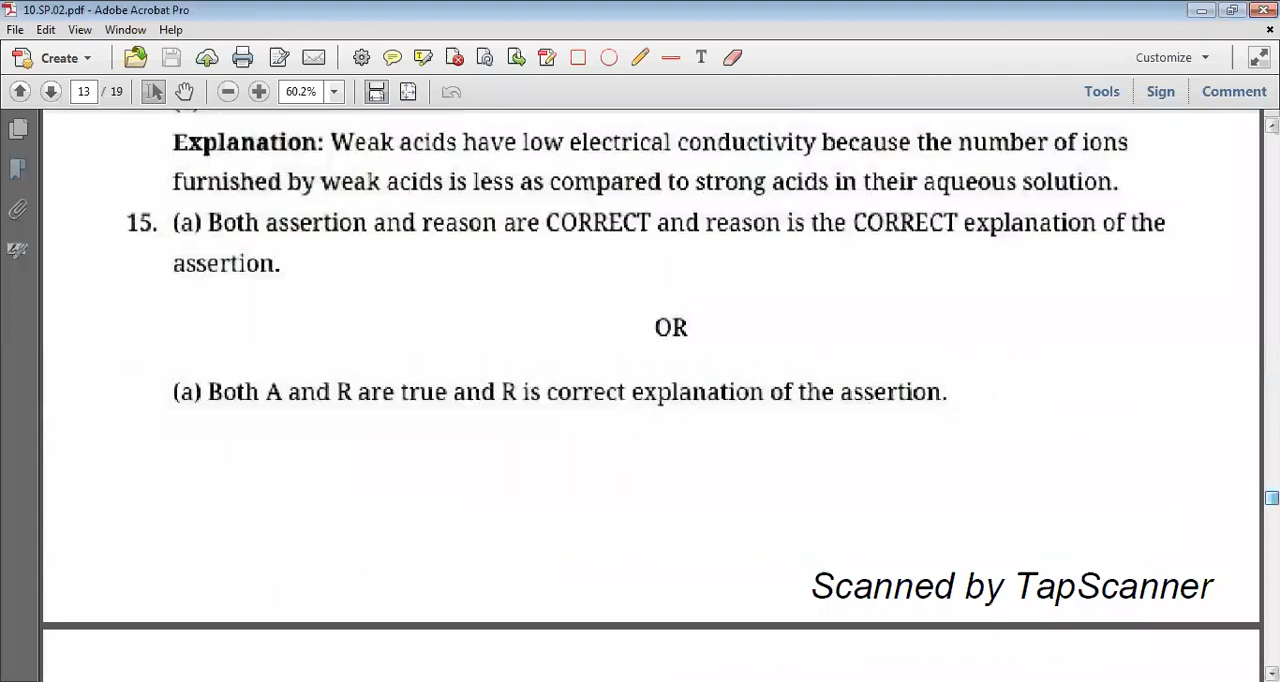 10.SP.02.pdf - Adobe Acrobat Pro
File Edit View Window Help
Create Customize
13 / 19 60.2% Tools Sign Comment
Explanation: Weak acids have low electrical conductivity because the number of ions
furnished by weak acids is less as compared to strong acids in their aqueous solution.
15. (a) Both assertion and reason are CORRECT and reason is the CORRECT explanation of the
assertion.
OR
(a) Both A and R are true and R is correct explanation of the assertion.
Scanned by TapScanner